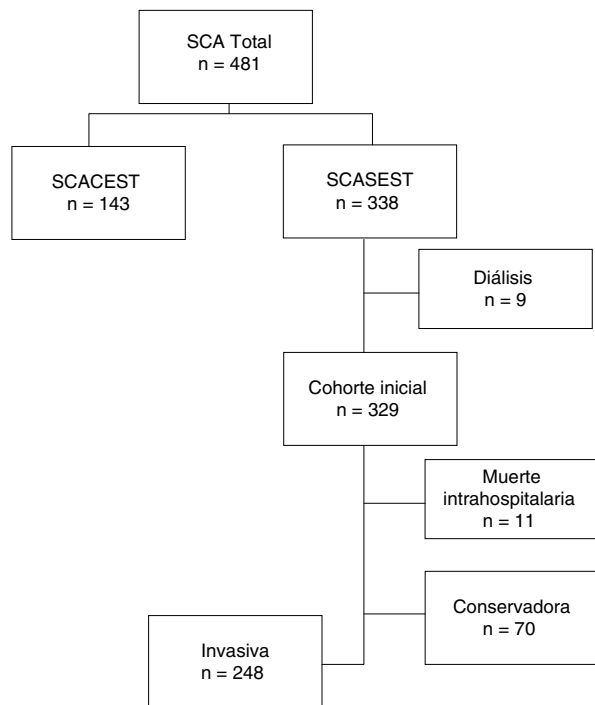 SCA Total
n = 481
SCACEST
n = 143
SCASEST
n = 338
Diálisis
n = 9
Cohorte inicial
n = 329
Muerte
intrahospitalaria
n = 11
Conservadora
n = 70
Invasiva
n = 248